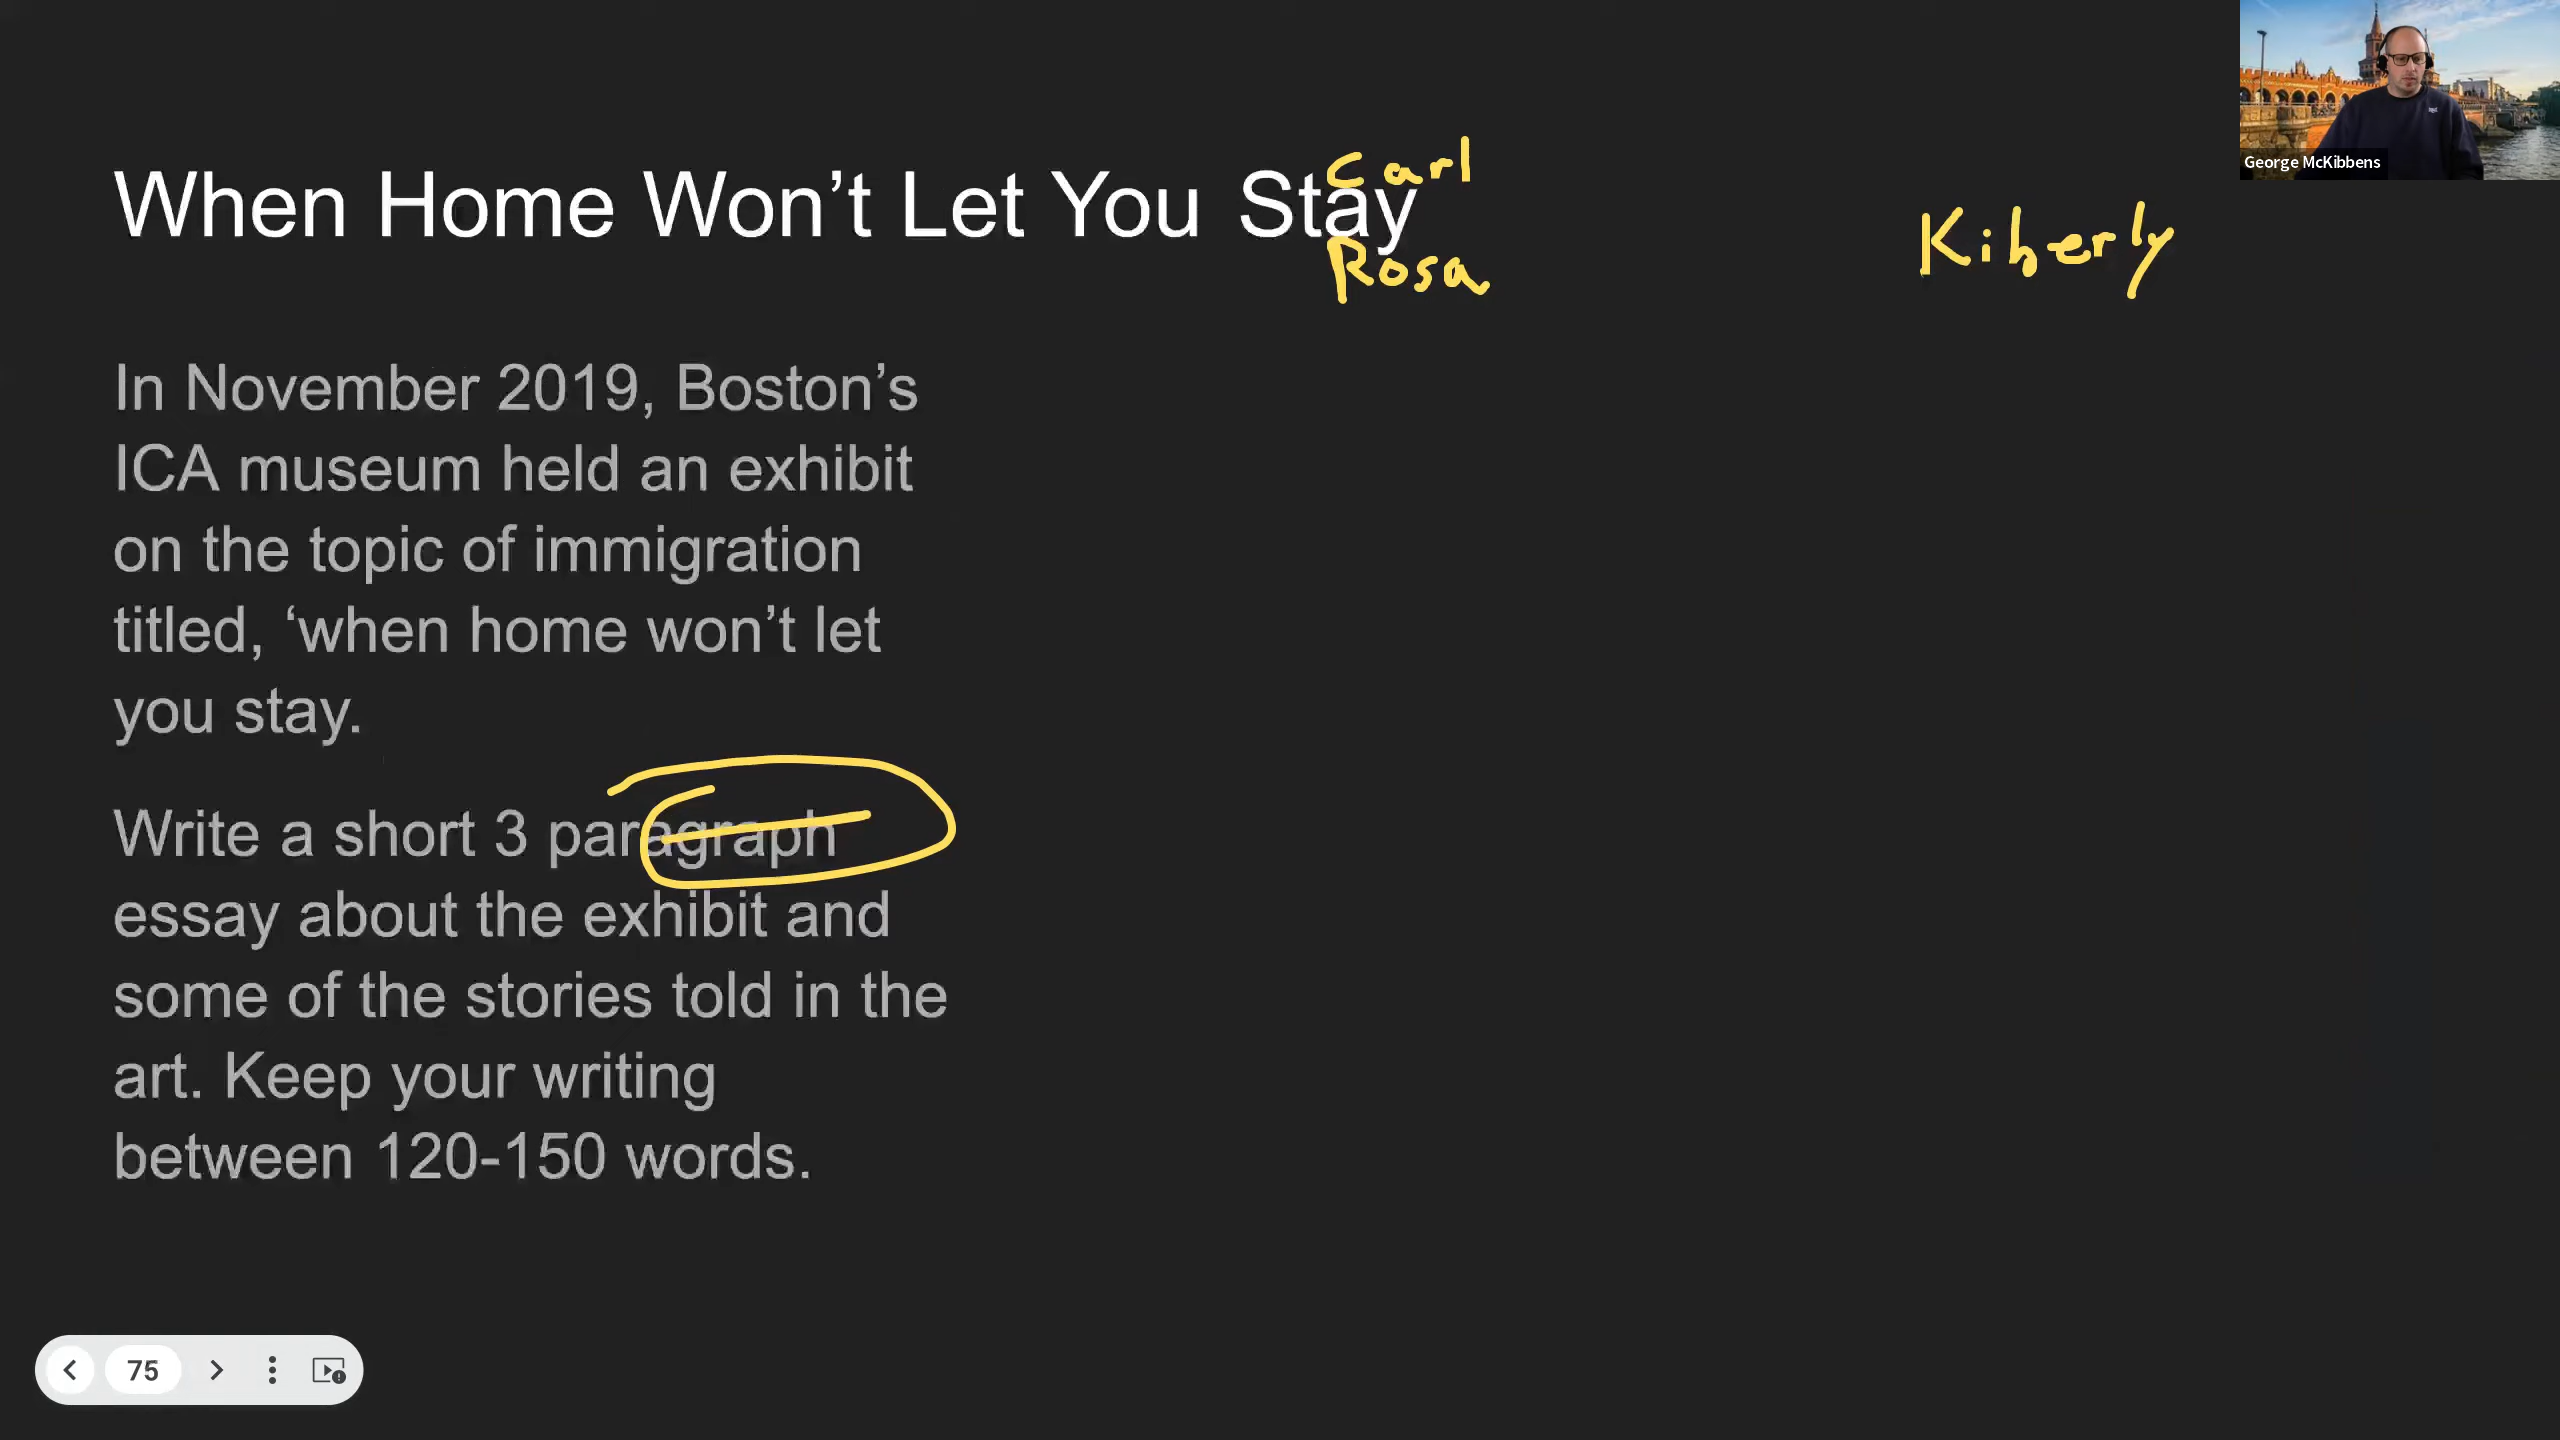 George McKibbens
Carl
When Home Won't Let You Stay
Rosa
Kiberly
In November 2019, Boston's
ICA museum held an exhibit
on the topic of immigration
titled, ‘when home won't let
you stay.
Write a short 3 paragraph
essay about the exhibit and
some of the stories told in the
art. Keep your writing
between 120-150 words.
75